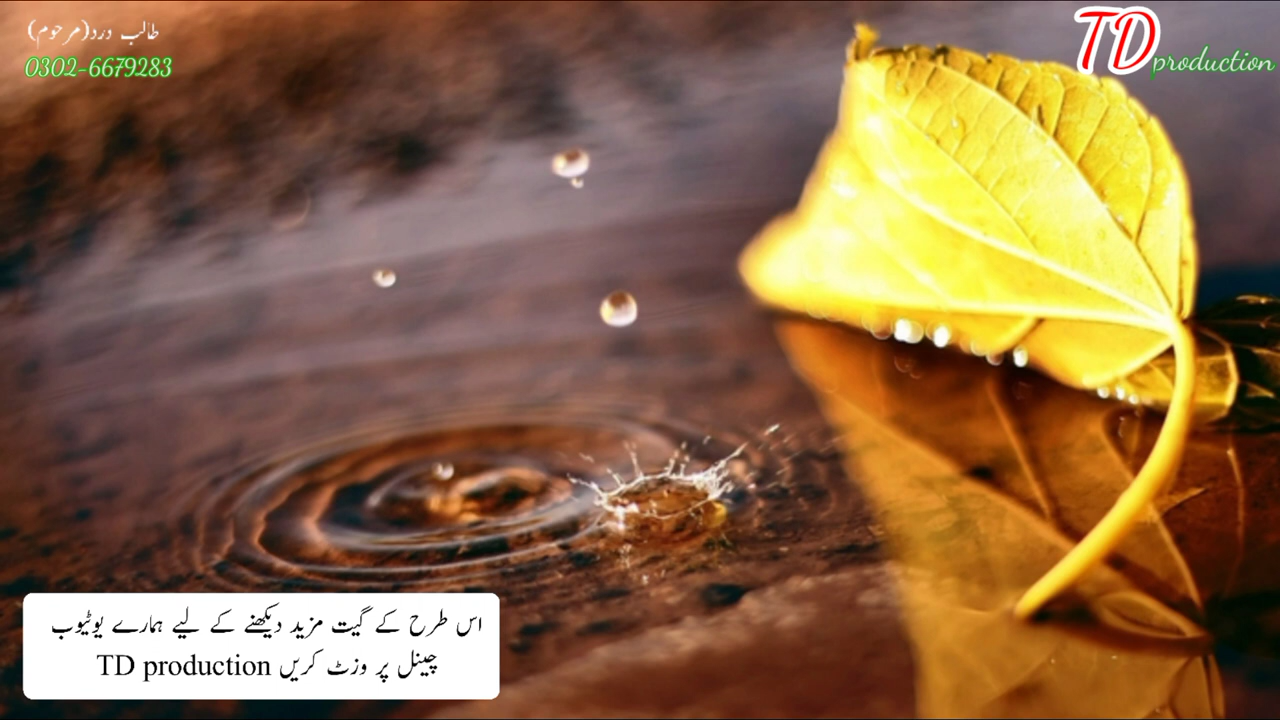 طالب درد(مرحوم)
0302-6679283
TD production
اس طرح کے گیت مزید دیکھنے کے لیے ہمارے یوٹیوب
چینل پر وزٹ کریں TD production